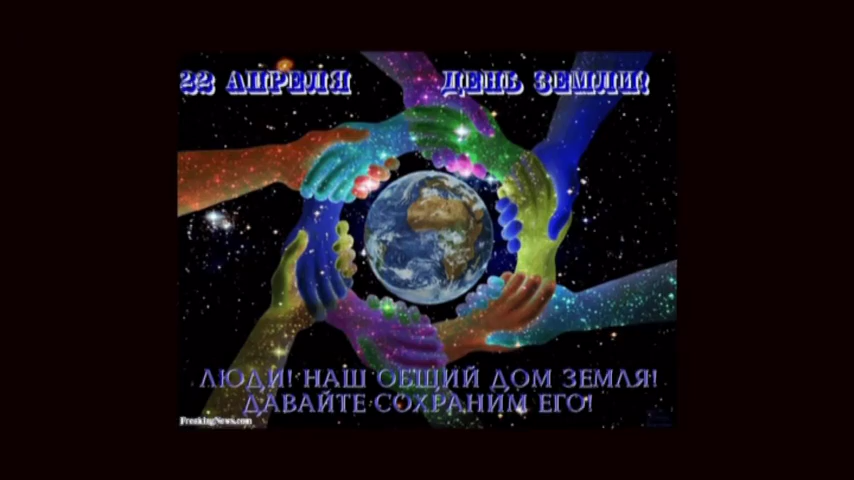 22 АПРЕЛЯ ДЕНЬ ЗЕМЛИ!
ЛЮДИ! НАШ ОБЩИЙ ДОМ ЗЕМЛЯ!
ДАВАЙТЕ СОХРАНИМ ЕГО!
FreakingNews.com